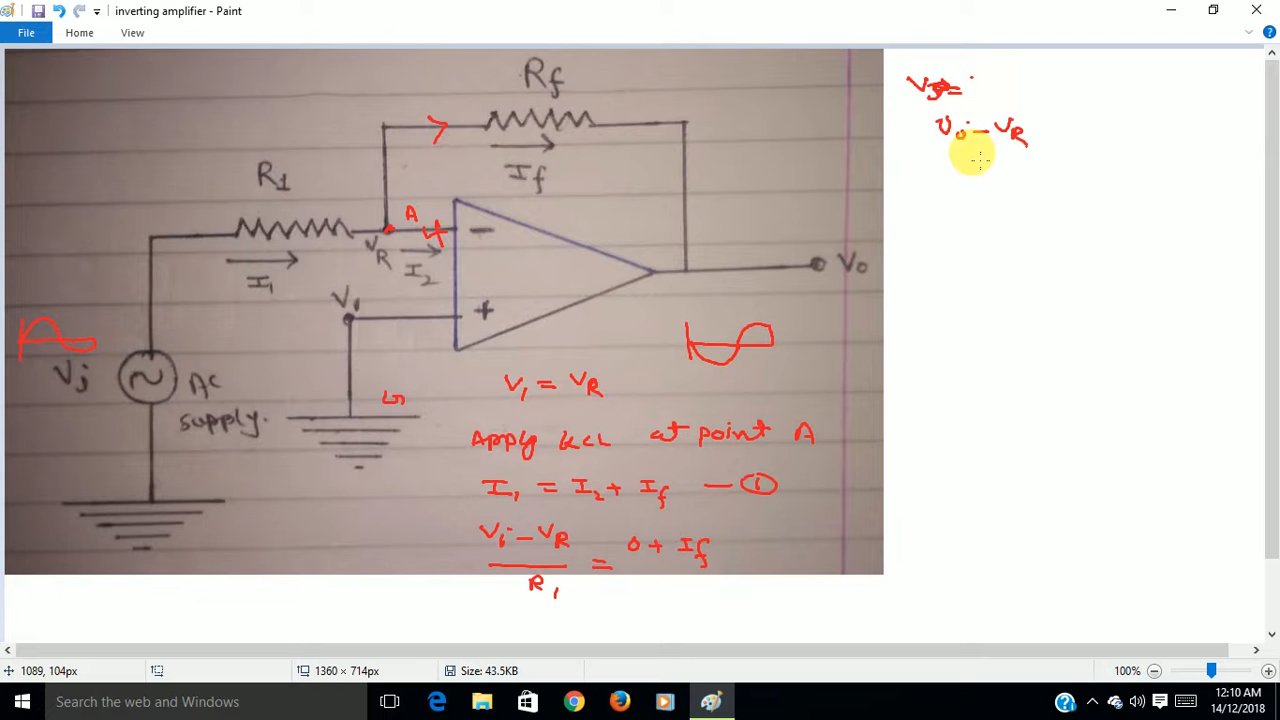 inverting amplifier - Paint
File Home View
Rf
If
R1
A
VR
I1
I2
V1
−
+
Vo
Vi
AC
supply.
V1 = VR
Apply KCL at point A
I1 = I2 + If — ①
Vi − VR
= 0 + If
R1
Vi − VR
1089, 104px
1360 × 714px
Size: 43.5KB
100%
Search the web and Windows
12:10 AM
14/12/2018